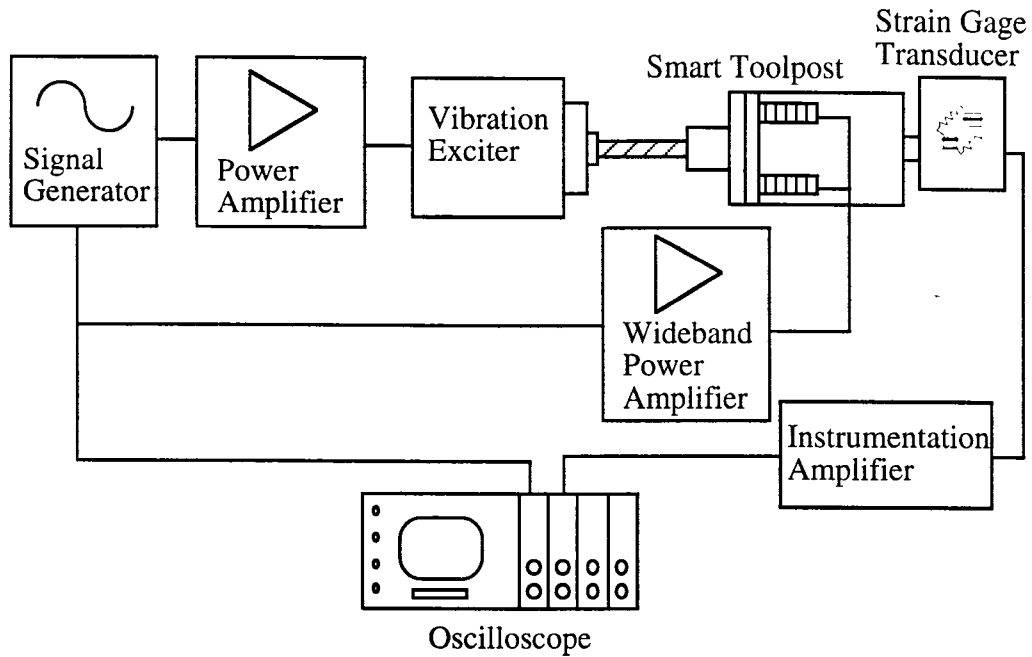 Strain Gage
Transducer
Smart Toolpost
Vibration
Exciter
Signal
Generator
Power
Amplifier
Wideband
Power
Amplifier
Instrumentation
Amplifier
Oscilloscope